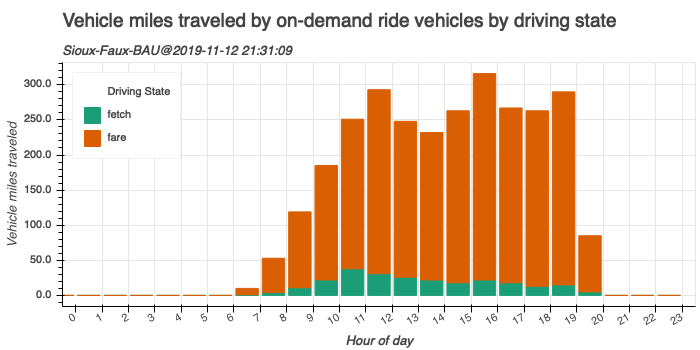 Vehicle miles traveled by on-demand ride vehicles by driving state
Sioux-Faux-BAU@2019-11-12 21:31:09
Driving State
fetch
fare
Vehicle miles traveled
300.0
250.0
200.0
150.0
100.0
50.0
0.0
0 1 2 3 4 5 6 7 8 9 10 11 12 13 14 15 16 17 18 19 20 21 22 23
Hour of day